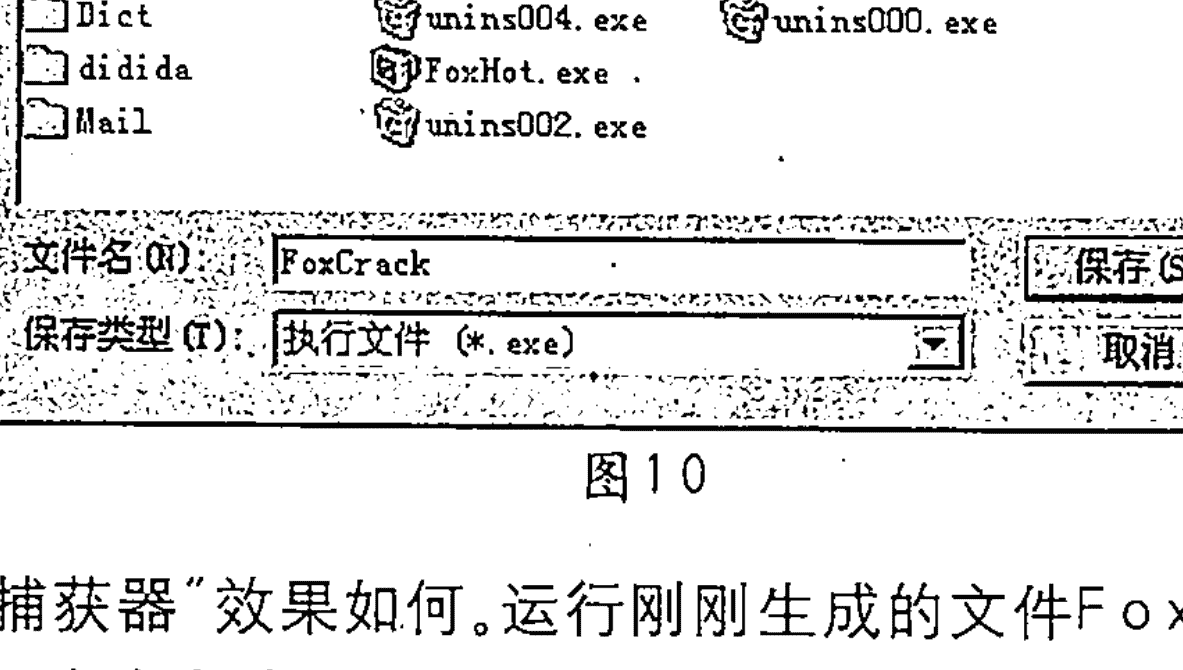 Dict unins004.exe unins000.exe
didida FoxHot.exe
Mail unins002.exe
文件名(N): FoxCrack 保存(S
保存类型(T): 执行文件 (*.exe) 取消
图10
捕获器"效果如何。运行刚刚生成的文件Fox